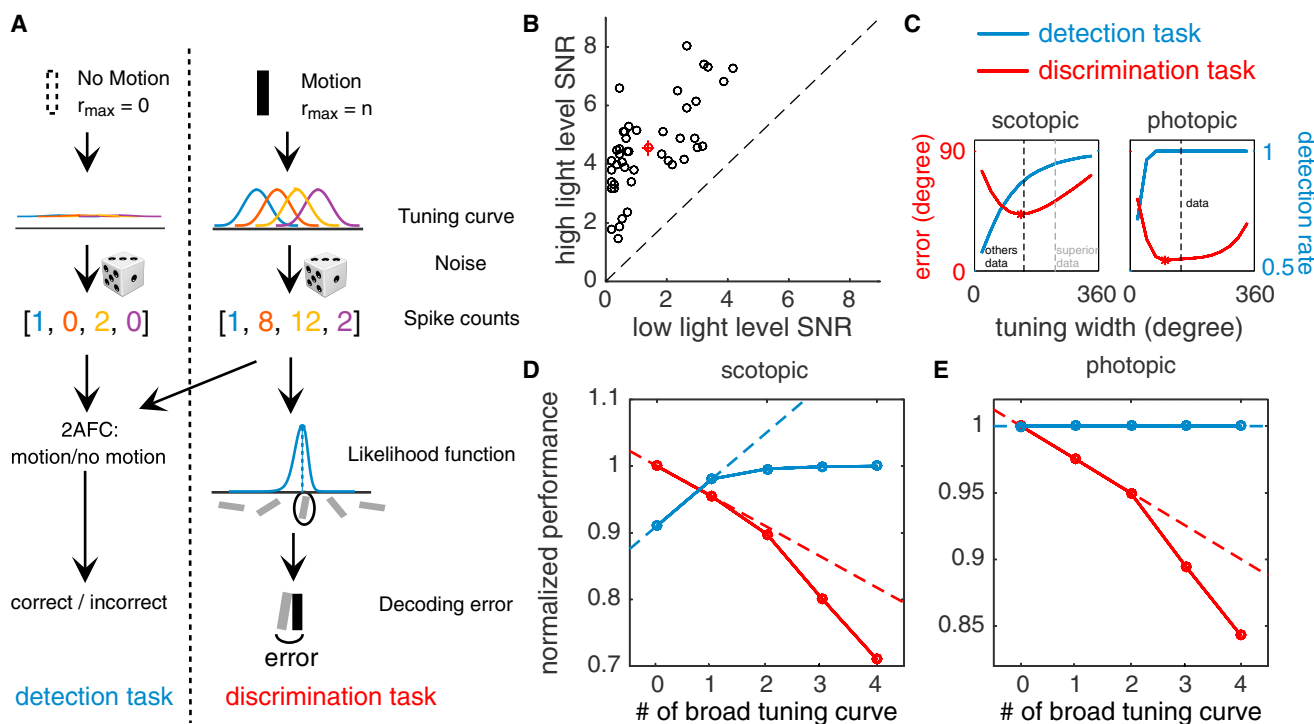 A
No Motion
r_max = 0
Motion
r_max = n
Tuning curve
Noise
[1, 0, 2, 0]
[1, 8, 12, 2]
Spike counts
2AFC:
motion/no motion
Likelihood function
correct / incorrect
Decoding error
error
detection task
discrimination task
B
high light level SNR
8
6
4
2
0
0
2
4
6
8
low light level SNR
C
detection task
discrimination task
scotopic
photopic
error (degree)
90
0
others
data
superior
data
data
1
0.5
detection rate
0
360
0
360
tuning width (degree)
D
scotopic
normalized performance
1.1
1
0.9
0.8
0.7
0
1
2
3
4
# of broad tuning curve
E
photopic
1
0.95
0.9
0.85
0
1
2
3
4
# of broad tuning curve